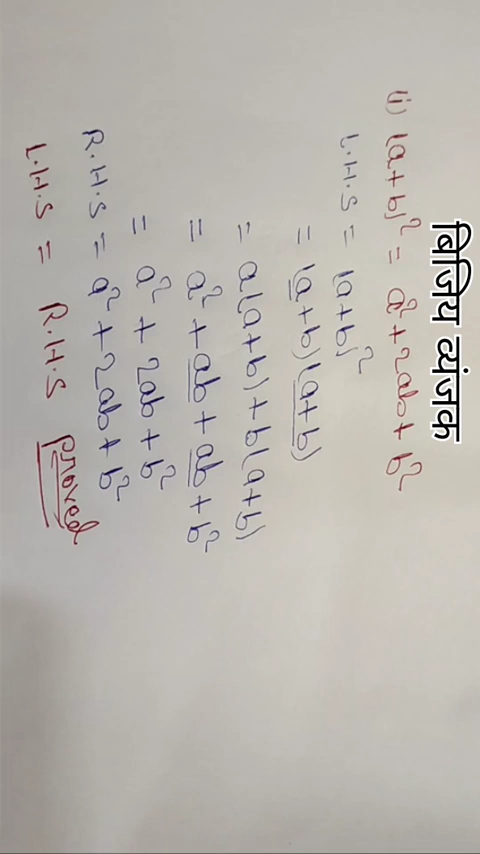 बिजिय व्यंजक
(i) (a+b)² = a² + 2ab + b²
L.H.S = (a+b)²
= (a+b) (a+b)
= a(a+b) + b(a+b)
= a² + ab + ab + b²
= a² + 2ab + b²
R.H.S = a² + 2ab + b²
L.H.S = R.H.S proved